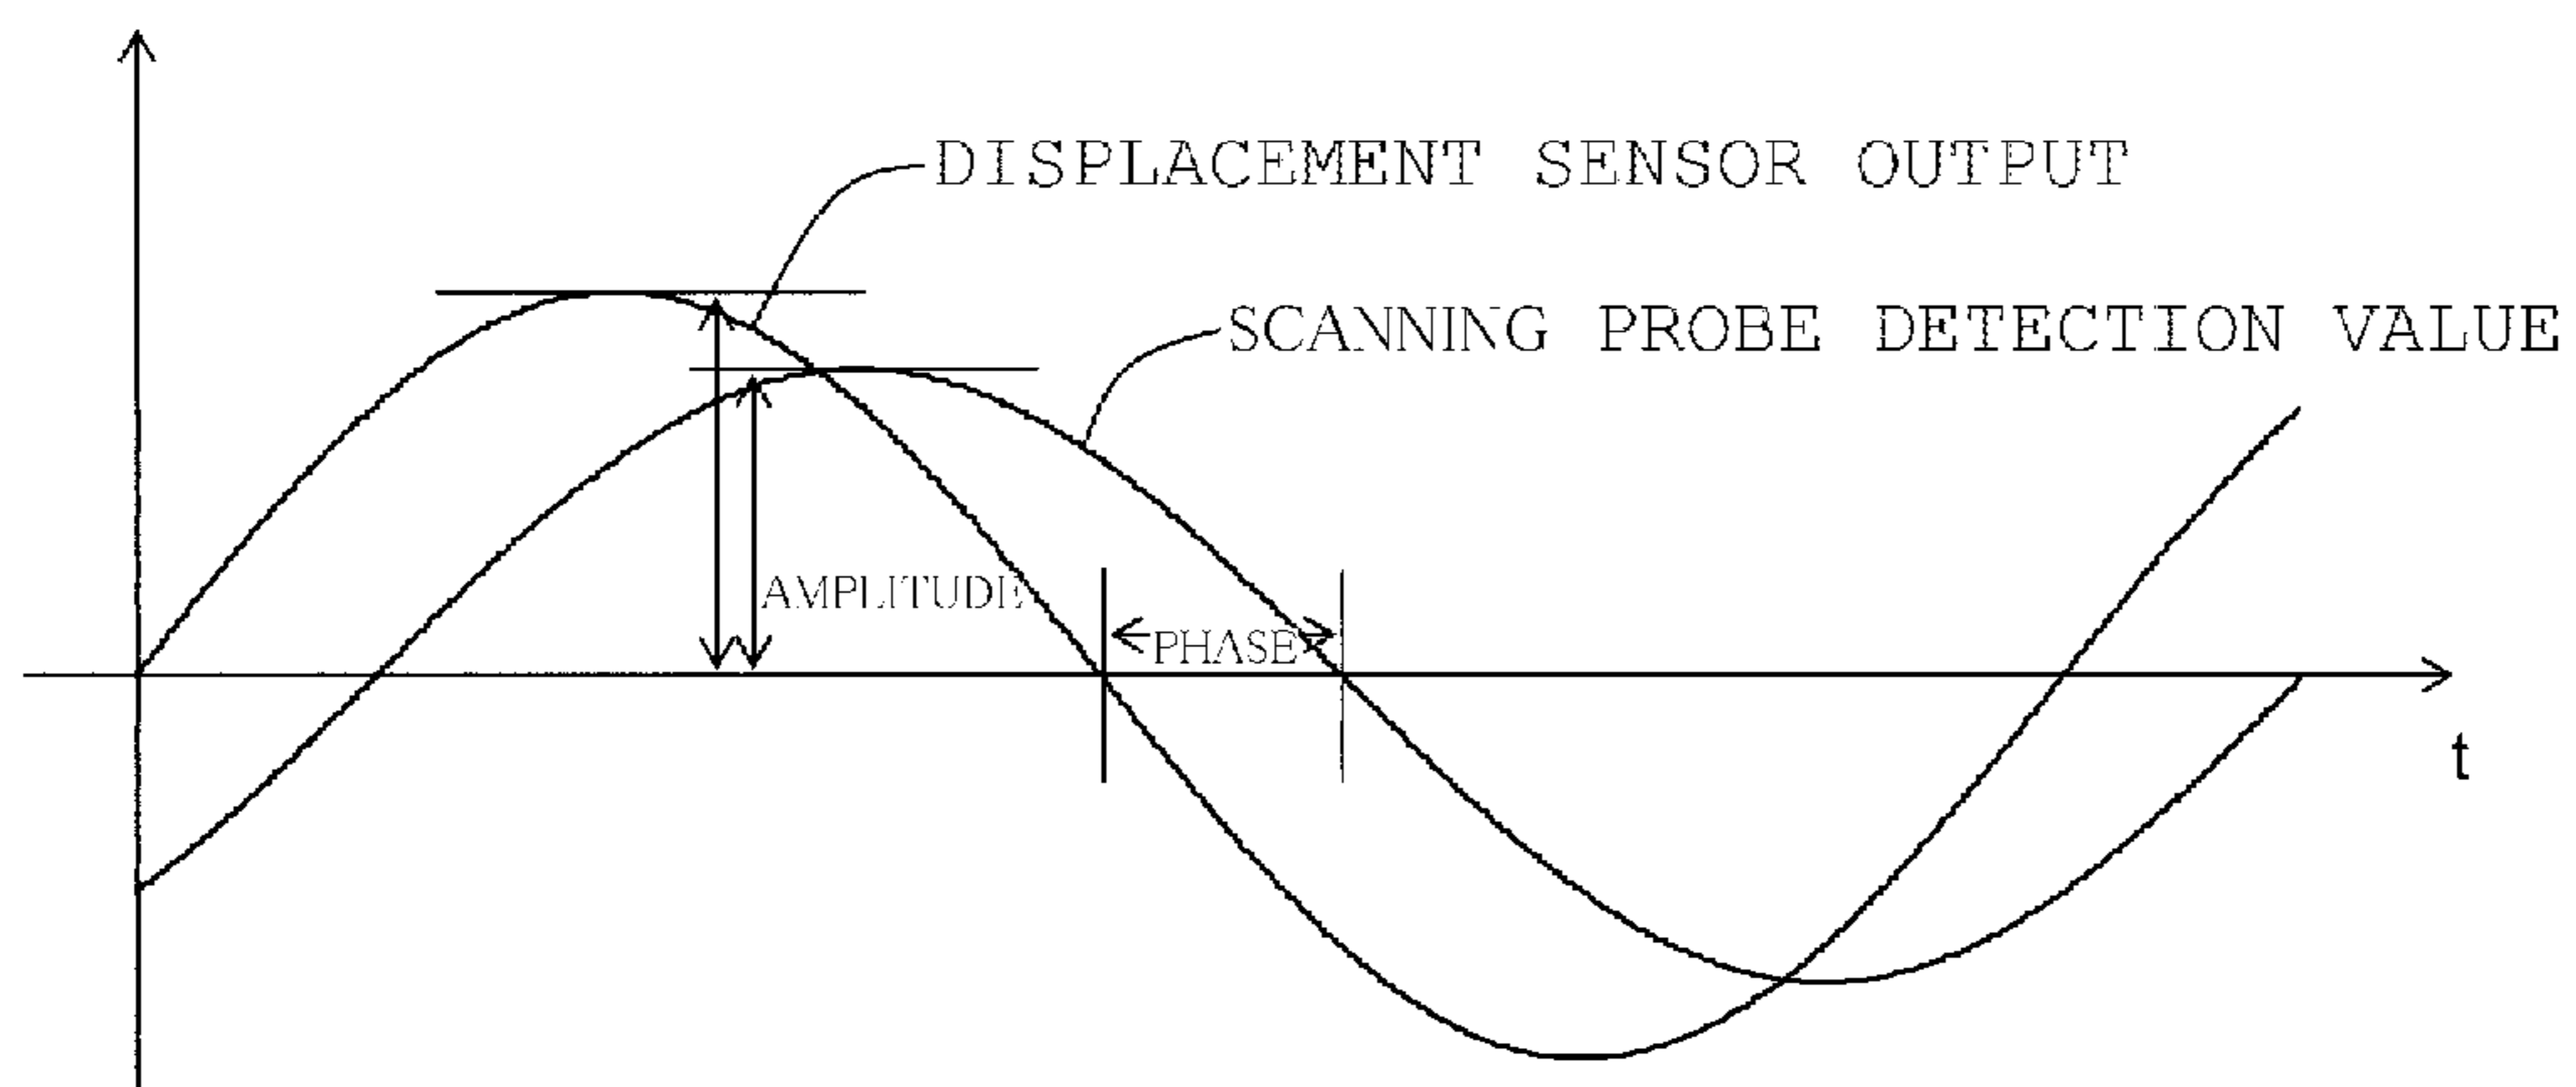 DISPLACEMENT SENSOR OUTPUT
SCANNING PROBE DETECTION VALUE
AMPLITUDE
PHASE
t